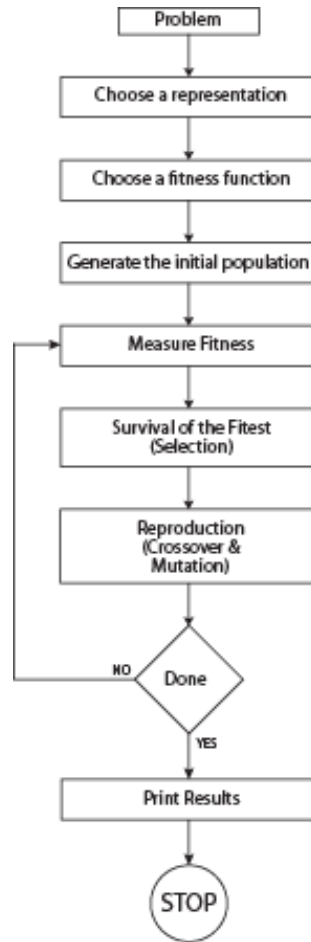 Problem
Choose a representation
Choose a fitness function
Generate the initial population
Measure Fitness
Survival of the Fitest
(Selection)
Reproduction
(Crossover &
Mutation)
NO
Done
YES
Print Results
STOP